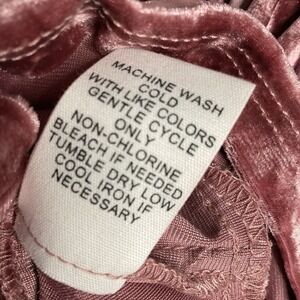 MACHINE WASH
COLD
WITH LIKE COLORS
GENTLE CYCLE
ONLY
NON-CHLORINE
BLEACH IF NEEDED
TUMBLE DRY LOW
COOL IRON IF
NECESSARY